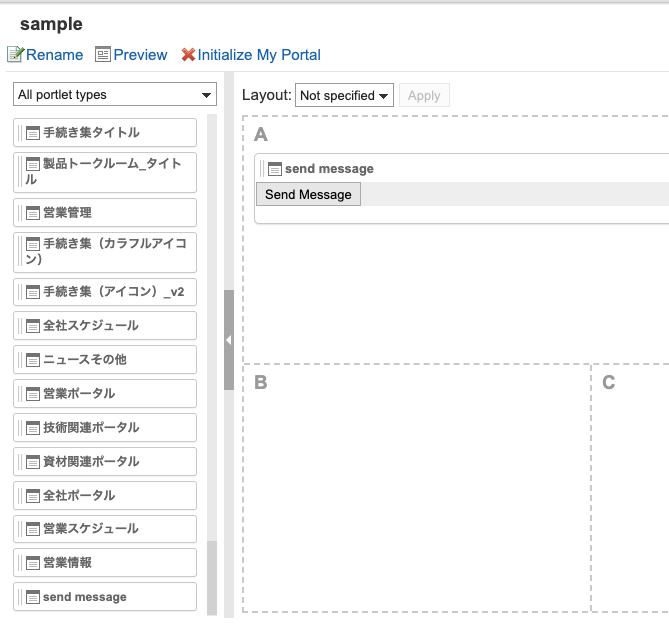 sample
Rename Preview Initialize My Portal
All portlet types
手続き集タイトル
製品トークルーム_タイト
ル
営業管理
手続き集（カラフルアイコ
ン）
手続き集（アイコン）_v2
全社スケジュール
ニュースその他
営業ポータル
技術関連ポータル
資材関連ポータル
全社ポータル
営業スケジュール
営業情報
send message
Layout: Not specified Apply
A
send message
Send Message
B
C